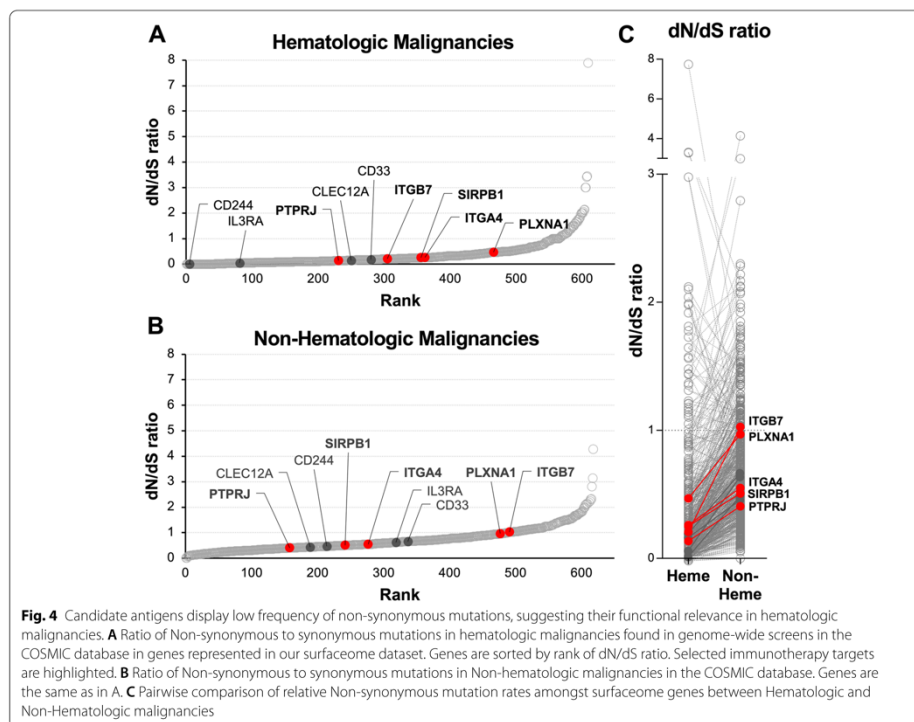 A
Hematologic Malignancies
8
7
6
5
4
3
2
1
0
dN/dS ratio
CD244
IL3RA
PTPRJ
CLEC12A
CD33
ITGB7
SIRPB1
ITGA4
PLXNA1
0 100 200 300 400 500 600
Rank
B
Non-Hematologic Malignancies
8
7
6
5
4
3
2
1
0
dN/dS ratio
PTPRJ
CLEC12A
CD244
SIRPB1
ITGA4
IL3RA
CD33
PLXNA1
ITGB7
0 100 200 300 400 500 600
Rank
C
dN/dS ratio
8
6
4
3
2
1
0
dN/dS ratio
ITGB7
PLXNA1
ITGA4
SIRPB1
PTPRJ
Heme Non-
Heme
Fig. 4 Candidate antigens display low frequency of non-synonymous mutations, suggesting their functional relevance in hematologic
malignancies. A Ratio of Non-synonymous to synonymous mutations in hematologic malignancies found in genome-wide screens in the
COSMIC database in genes represented in our surfaceome dataset. Genes are sorted by rank of dN/dS ratio. Selected immunotherapy targets
are highlighted. B Ratio of Non-synonymous to synonymous mutations in Non-hematologic malignancies in the COSMIC database. Genes are
the same as in A. C Pairwise comparison of relative Non-synonymous mutation rates amongst surfaceome genes between Hematologic and
Non-Hematologic malignancies